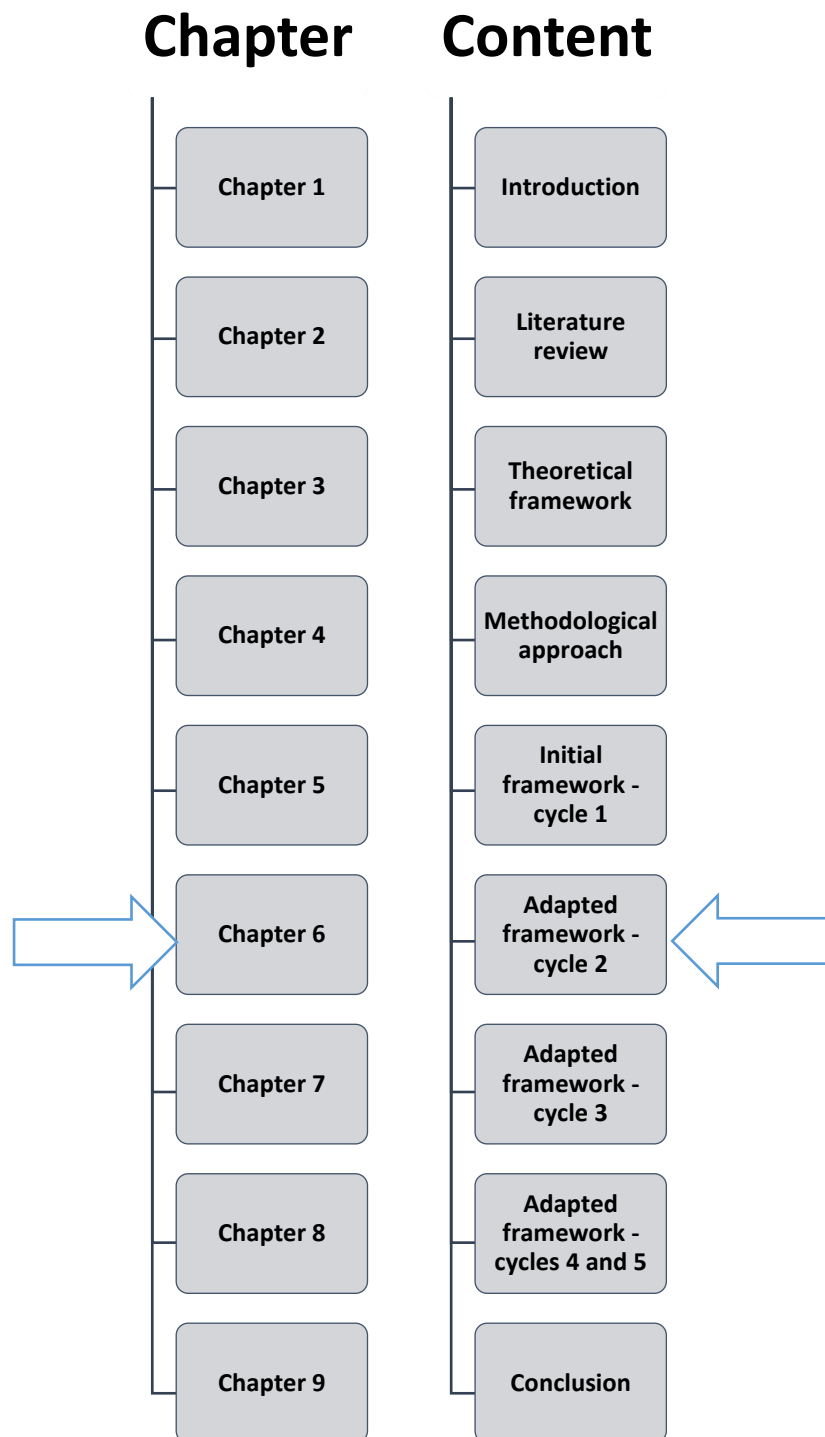 Chapter Content
Chapter 1
Introduction
Chapter 2
Literature
review
Chapter 3
Theoretical
framework
Chapter 4
Methodological
approach
Chapter 5
Initial
framework -
cycle 1
Chapter 6
Adapted
framework -
cycle 2
Chapter 7
Adapted
framework -
cycle 3
Chapter 8
Adapted
framework -
cycles 4 and 5
Chapter 9
Conclusion